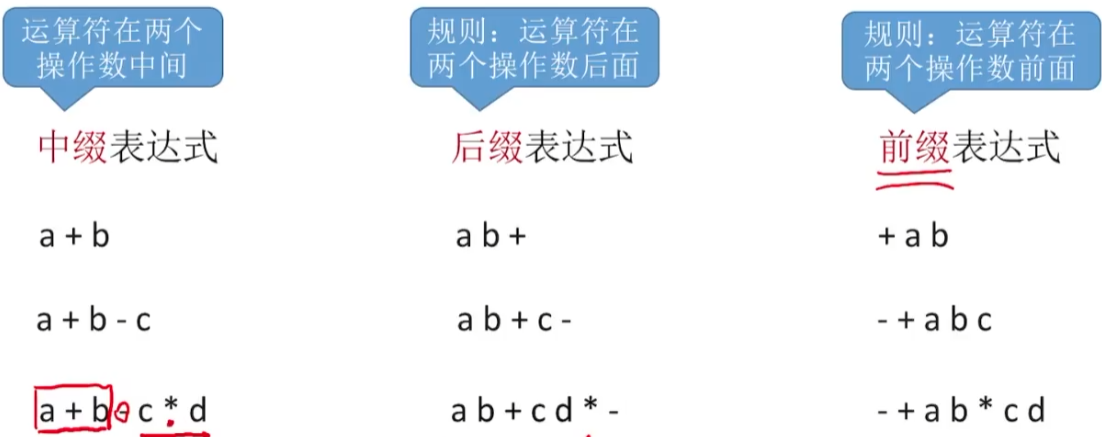 运算符在两个
操作数中间
规则：运算符在
两个操作数后面
规则：运算符在
两个操作数前面
中缀表达式
后缀表达式
前缀表达式
a + b
a b +
+ a b
a + b - c
a b + c -
- + a b c
a + b - c * d
a b + c d * -
- + a b * c d